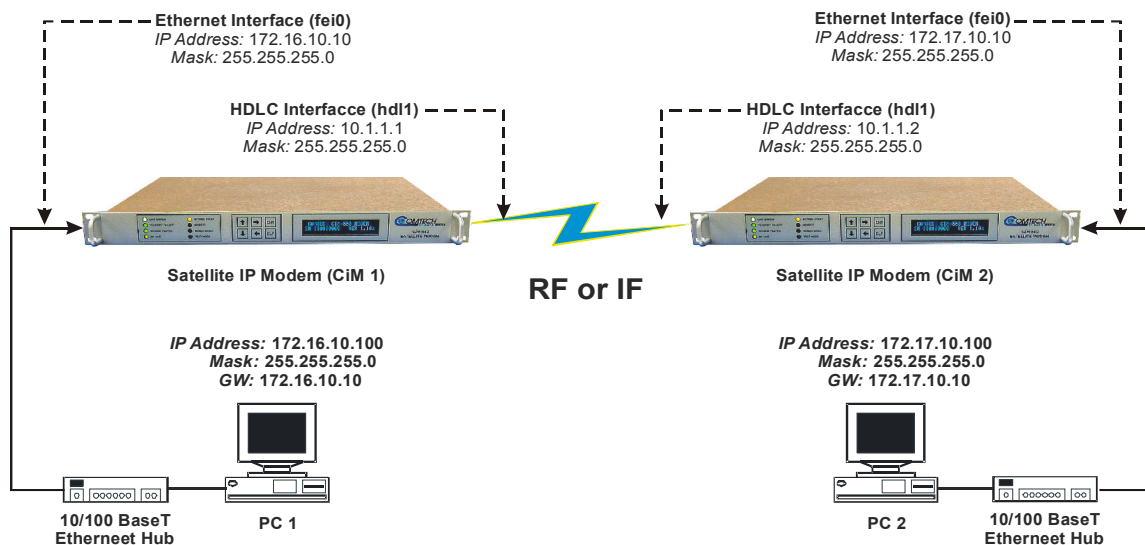 Ethernet Interface (fei0)
IP Address: 172.16.10.10
Mask: 255.255.255.0
Ethernet Interface (fei0)
IP Address: 172.17.10.10
Mask: 255.255.255.0
HDLC Interfacce (hdl1)
IP Address: 10.1.1.1
Mask: 255.255.255.0
HDLC Interfacce (hdl1)
IP Address: 10.1.1.2
Mask: 255.255.255.0
COMTECH
COMTECH
Satellite IP Modem (CiM 1)
RF or IF
Satellite IP Modem (CiM 2)
IP Address: 172.16.10.100
Mask: 255.255.255.0
GW: 172.16.10.10
IP Address: 172.17.10.100
Mask: 255.255.255.0
GW: 172.17.10.10
10/100 BaseT
Etherneet Hub
PC 1
PC 2
10/100 BaseT
Etherneet Hub